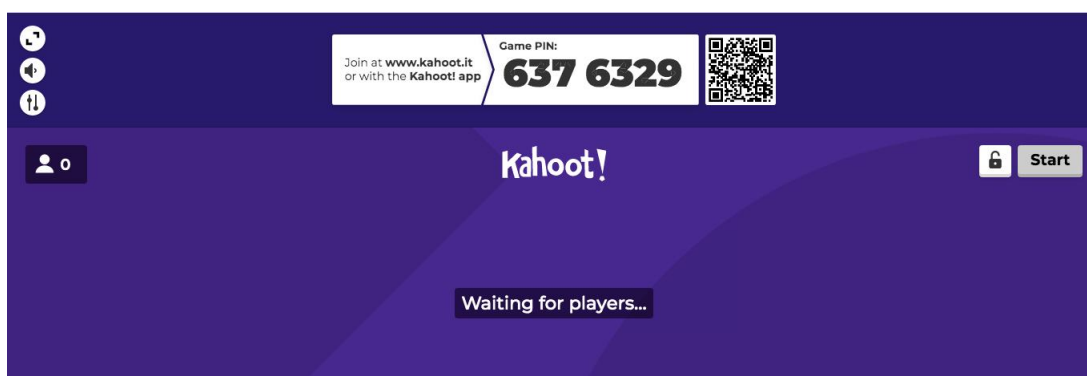 Join at www.kahoot.it
or with the Kahoot! app
Game PIN:
637 6329
0
Kahoot!
Start
Waiting for players...